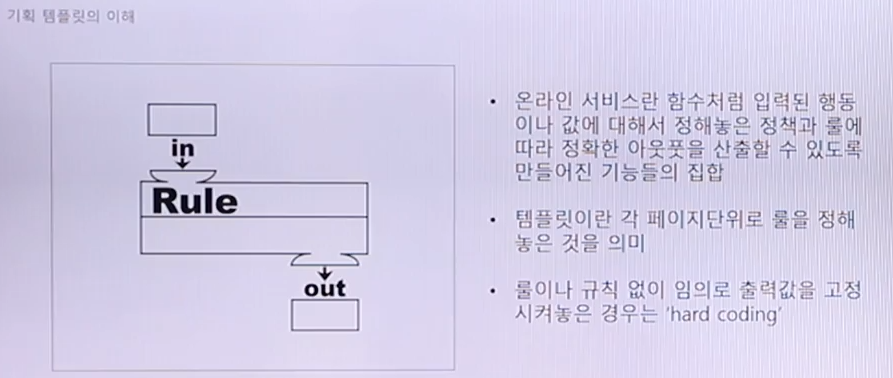 기획 템플릿의 이해
in
Rule
out
• 온라인 서비스란 함수처럼 입력된 행동
이나 값에 대해서 정해놓은 정책과 룰에
따라 정확한 아웃풋을 산출할 수 있도록
만들어진 기능들의 집합
• 템플릿이란 각 페이지단위로 룰을 정해
놓은 것을 의미
• 룰이나 규칙 없이 임의로 출력값을 고정
시켜놓은 경우는 'hard coding'